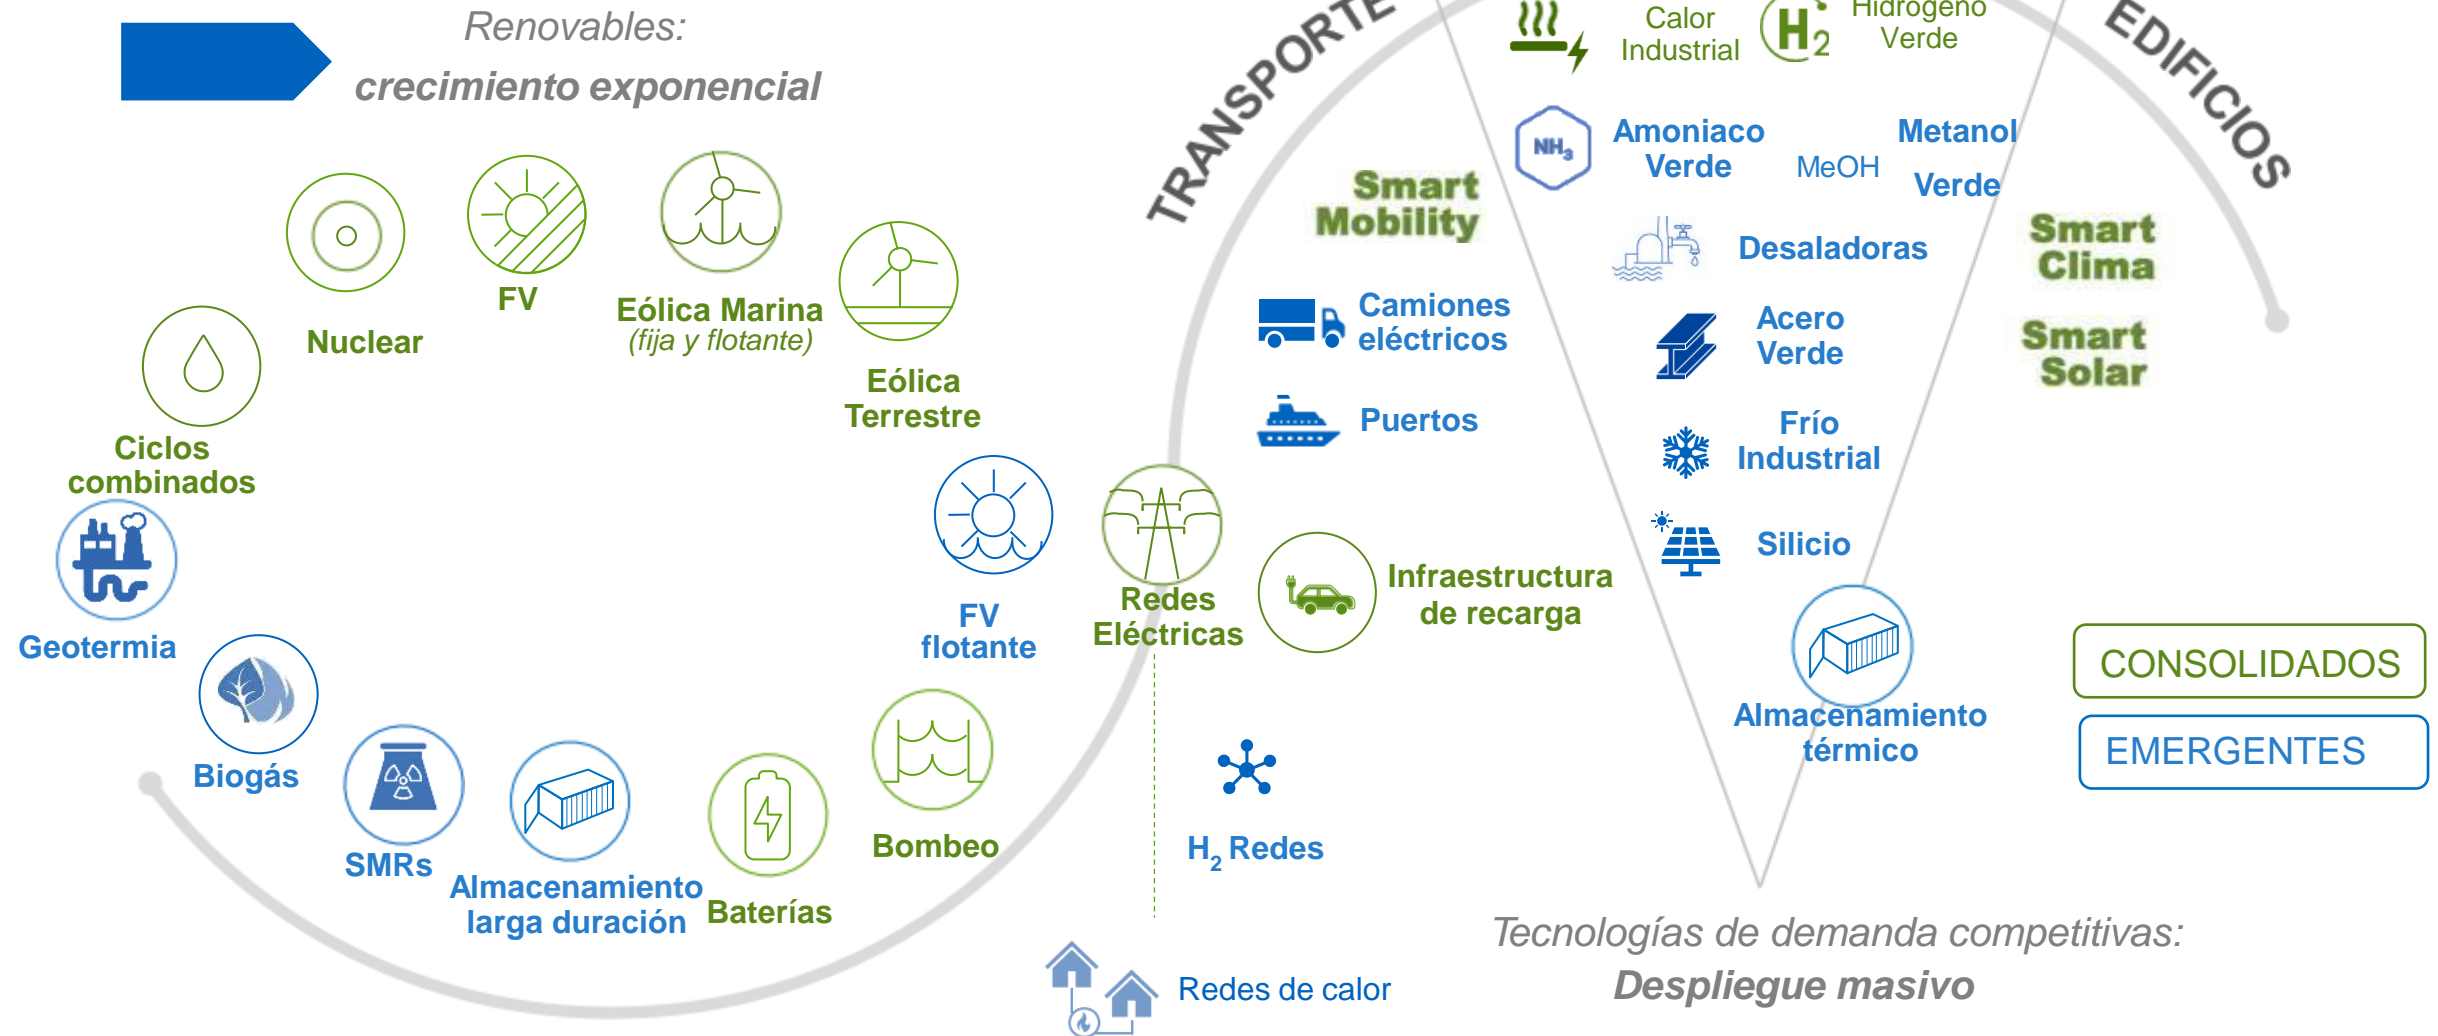 Renovables:
crecimiento exponencial
Nuclear
FV
Eólica Marina
(fija y flotante)
Eólica
Terrestre
Ciclos
combinados
Geotermia
Biogás
SMRs
Almacenamiento
larga duración
Baterías
Bombeo
FV
flotante
Redes
Eléctricas
TRANSPORTE
Smart
Mobility
Camiones
eléctricos
Puertos
Infraestructura
de recarga
H2 Redes
Redes de calor
Calor
Industrial
H2
Hidrógeno
Verde
NH3
Amoniaco
Verde
MeOH
Metanol
Verde
Desaladoras
Acero
Verde
Frío
Industrial
Silicio
Almacenamiento
térmico
EDIFICIOS
Smart
Clima
Smart
Solar
CONSOLIDADOS
EMERGENTES
Tecnologías de demanda competitivas:
Despliegue masivo